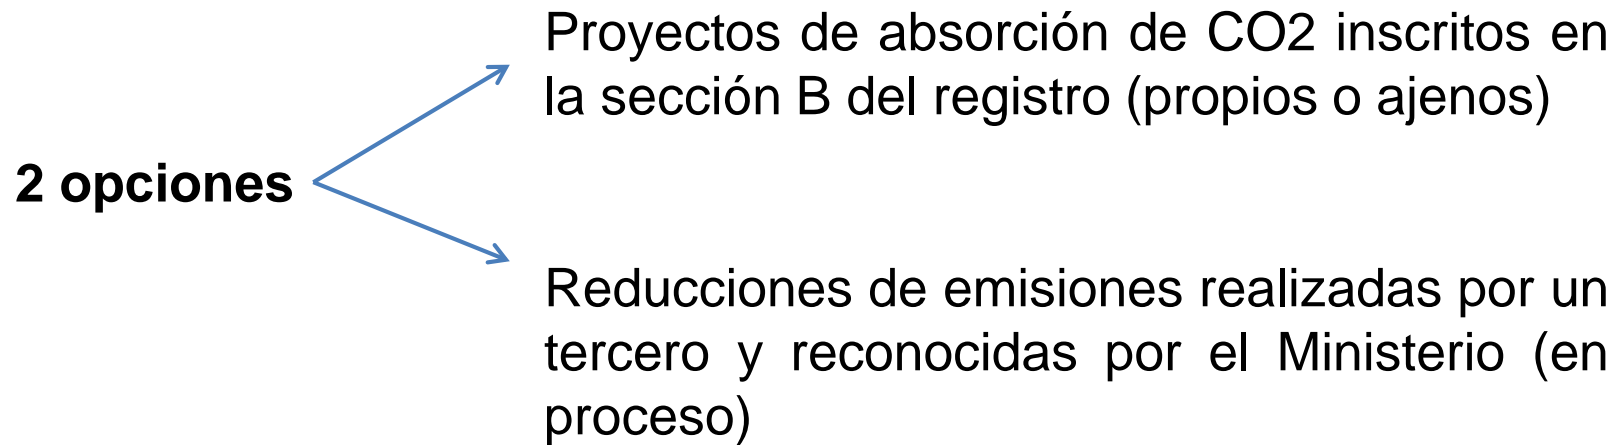 Proyectos de absorción de CO2 inscritos en
la sección B del registro (propios o ajenos)
2 opciones
Reducciones de emisiones realizadas por un
tercero y reconocidas por el Ministerio (en
proceso)